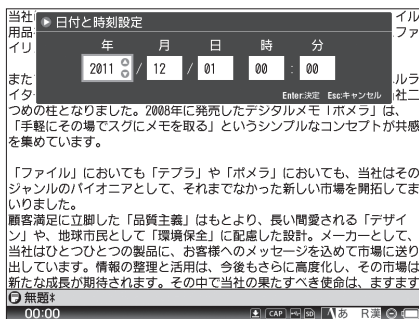 当社
日付と時刻設定
イル
用品
年 月 日 時 分
ファ
イリ
2011 / 12 / 01 00 : 00
また
ルラ
イタ
Enter:決定 Esc:キャンセル
社二
つめの柱となりました。2008年に発売したデジタルメモ「ポメラ」は、
「手軽にその場でスグにメモを取る」というシンプルなコンセプトが共感
を集めています。
「ファイル」においても「テプラ」や「ポメラ」においても、当社はその
ジャンルのパイオニアとして、それまでなかった新しい市場を開拓してま
いりました。
顧客満足に立脚した「品質主義」はもとより、長い間愛される「デザイ
ン」や、地球市民として「環境保全」に配慮した設計。メーカーとして、
当社はひとつひとつの製品に、お客様へのメッセージを込めて市場に送り
出しています。情報の整理と活用は、今後もさらに高度化し、その市場は
新たな成長が期待されます。その中で当社の果たすべき使命は、ますます
無題*
00:00 CAP SD あ R漢